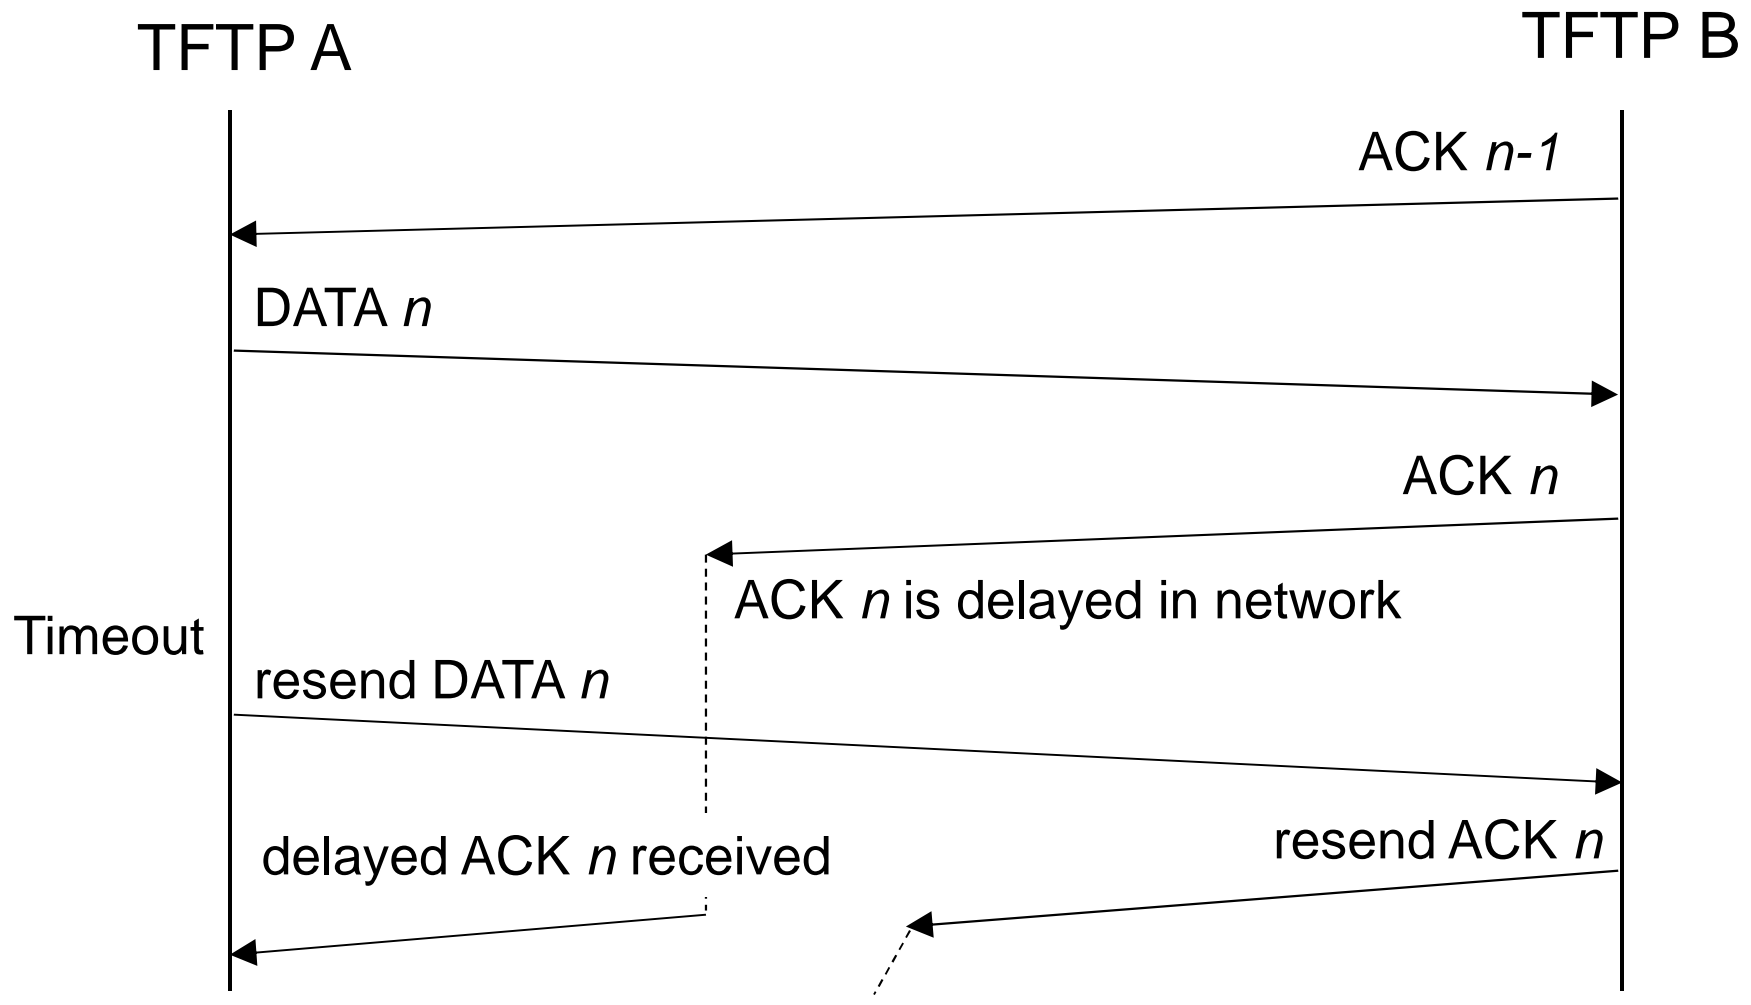 TFTP A
TFTP B
ACK n-1
DATA n
ACK n
ACK n is delayed in network
Timeout
resend DATA n
resend ACK n
delayed ACK n received